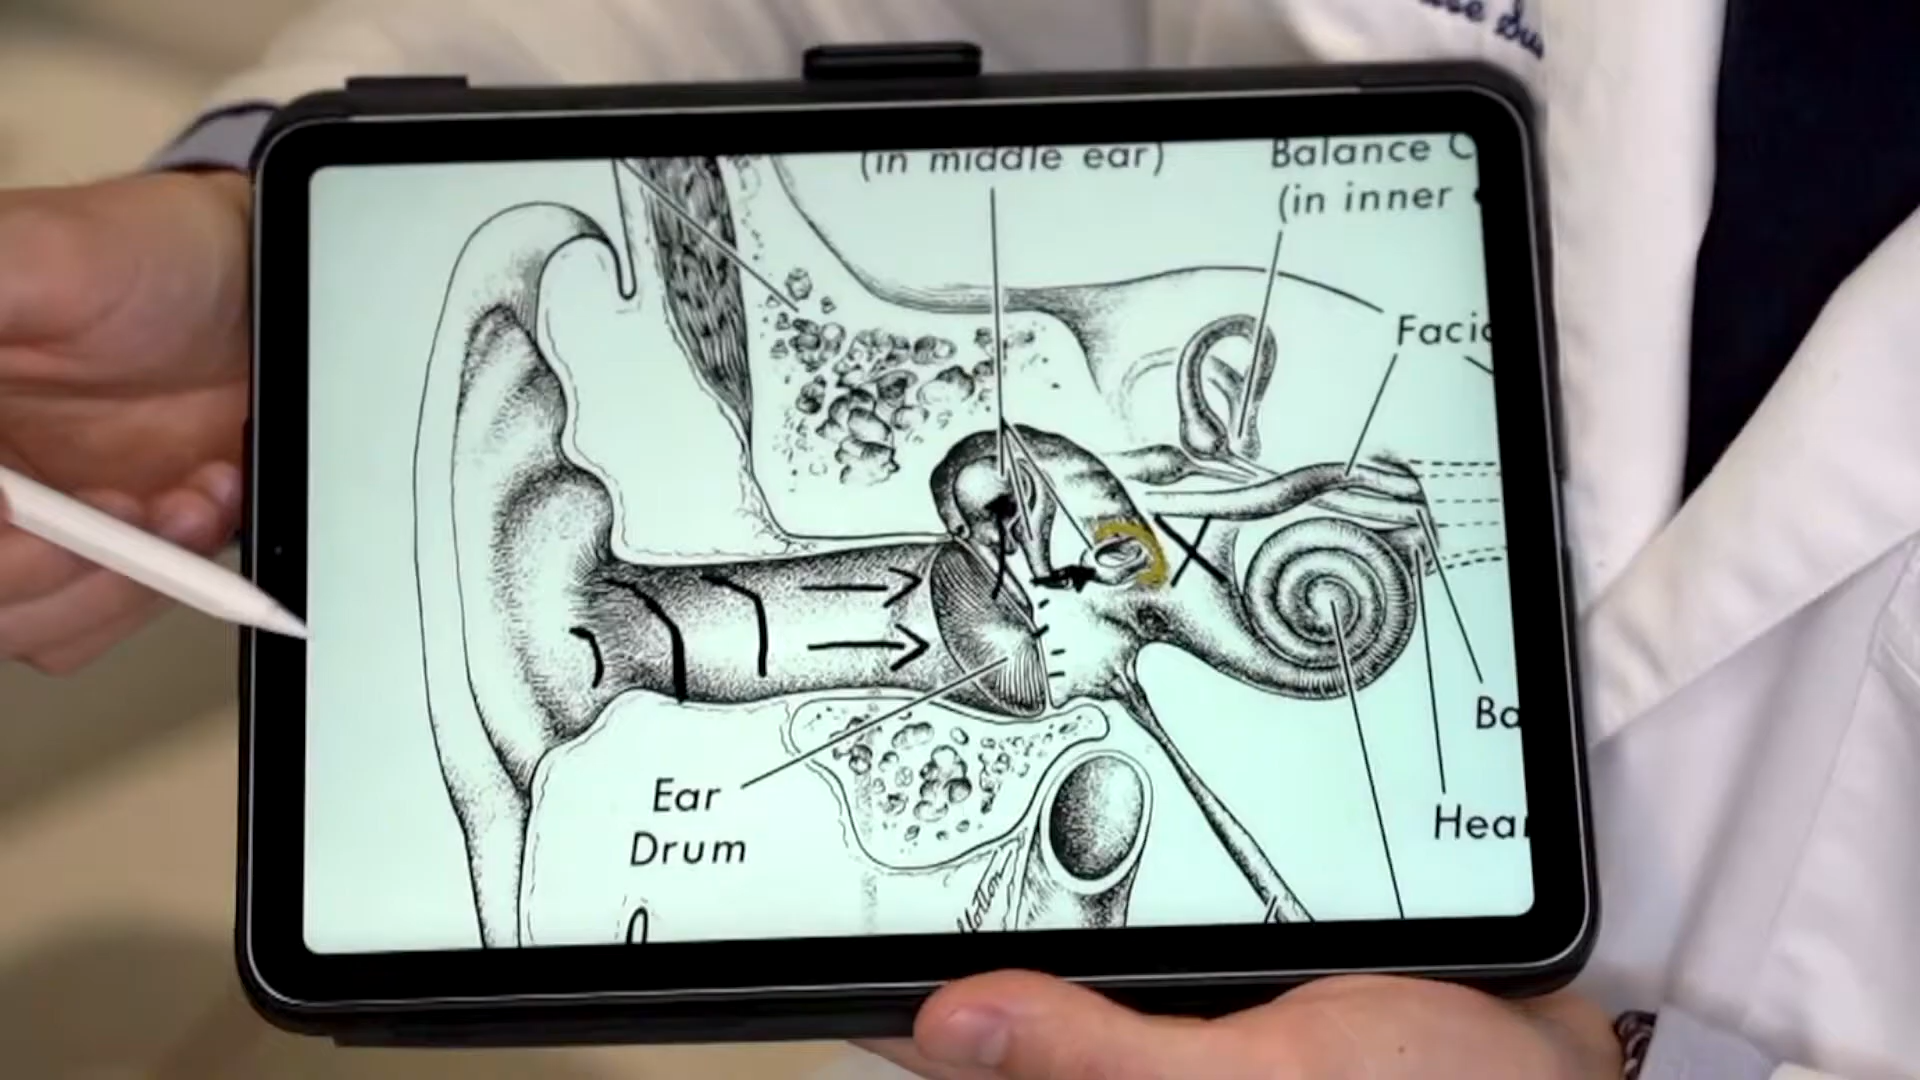 (in middle ear)
Balance C
(in inner
Facia
Ear
Drum
Ba
Hear